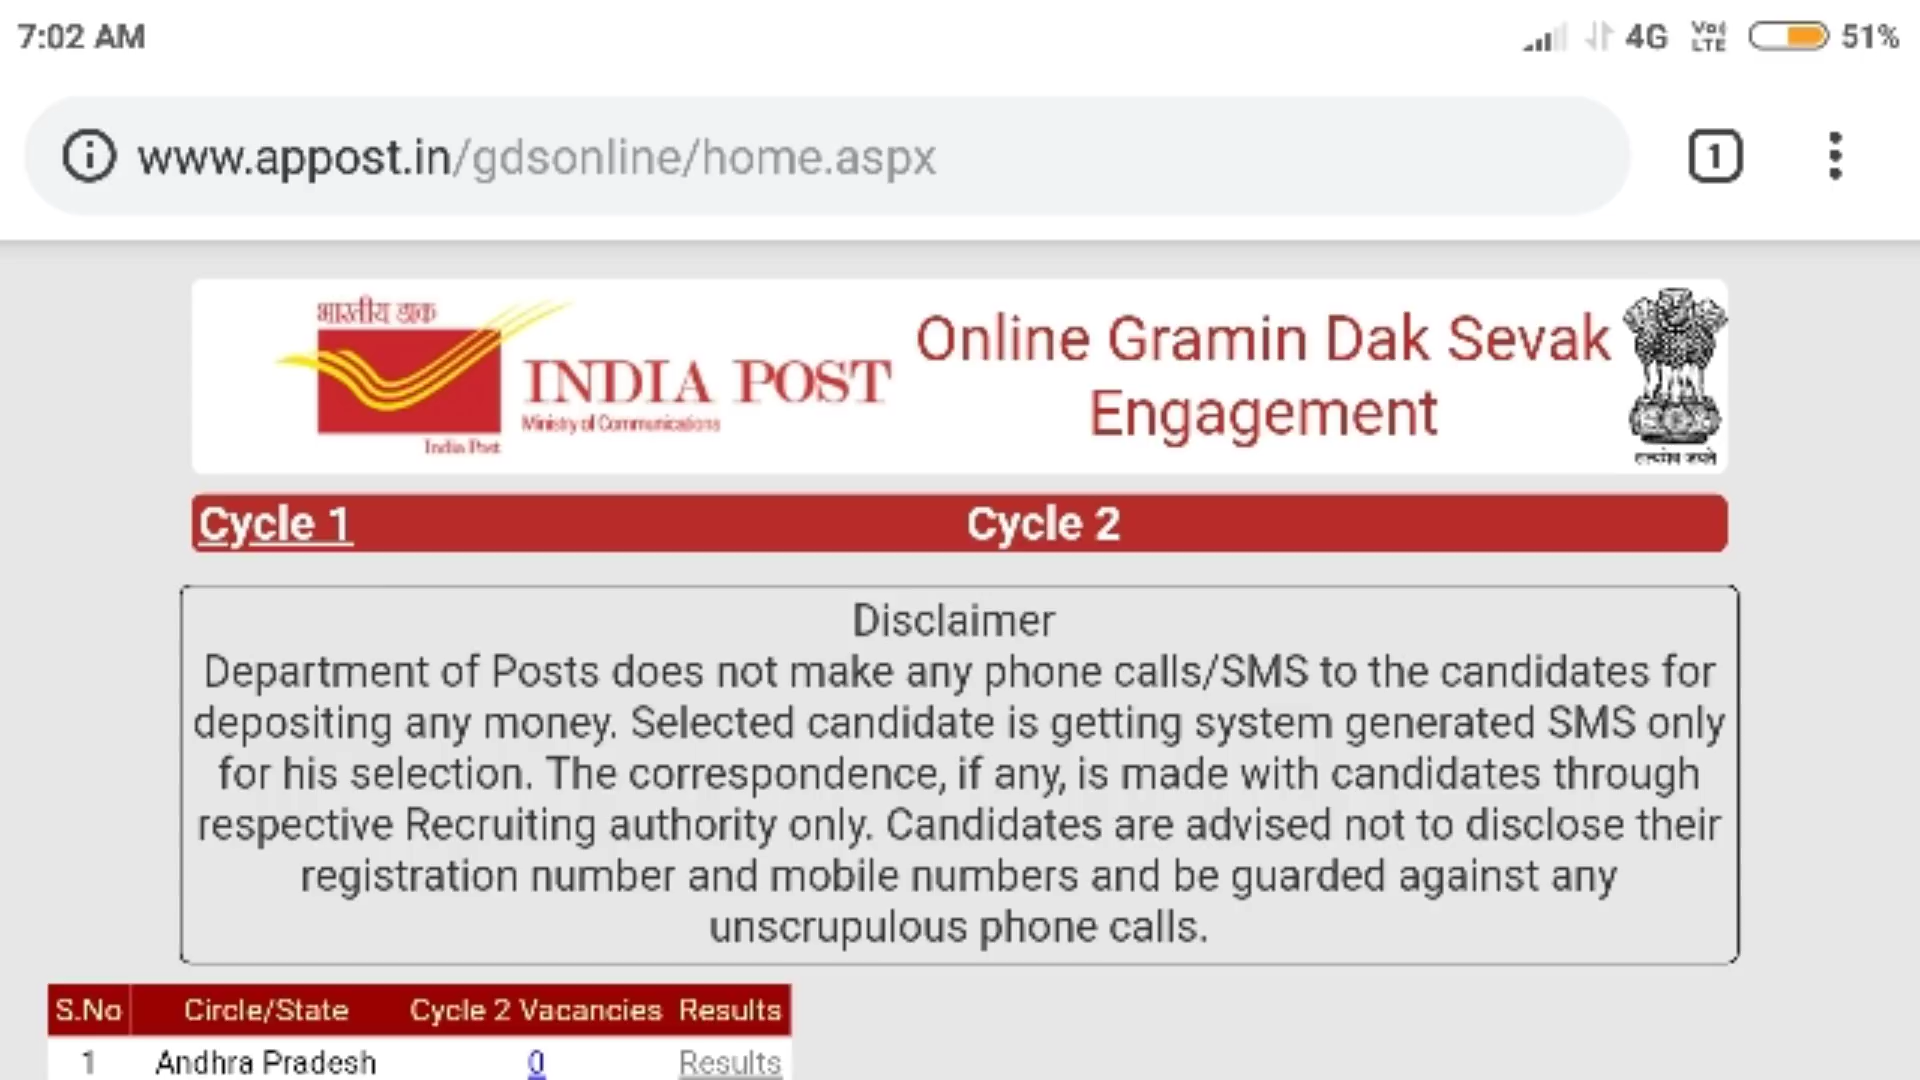 7:02 AM
4G VoLTE 51%
www.appost.in/gdsonline/home.aspx
1
भारतीय डाक
INDIA POST
Ministry of Communications
India Post
Online Gramin Dak Sevak
Engagement
सत्यमेव जयते
Cycle 1 Cycle 2
Disclaimer
Department of Posts does not make any phone calls/SMS to the candidates for
depositing any money. Selected candidate is getting system generated SMS only
for his selection. The correspondence, if any, is made with candidates through
respective Recruiting authority only. Candidates are advised not to disclose their
registration number and mobile numbers and be guarded against any
unscrupulous phone calls.
S.No Circle/State Cycle 2 Vacancies Results
1 Andhra Pradesh 0 Results